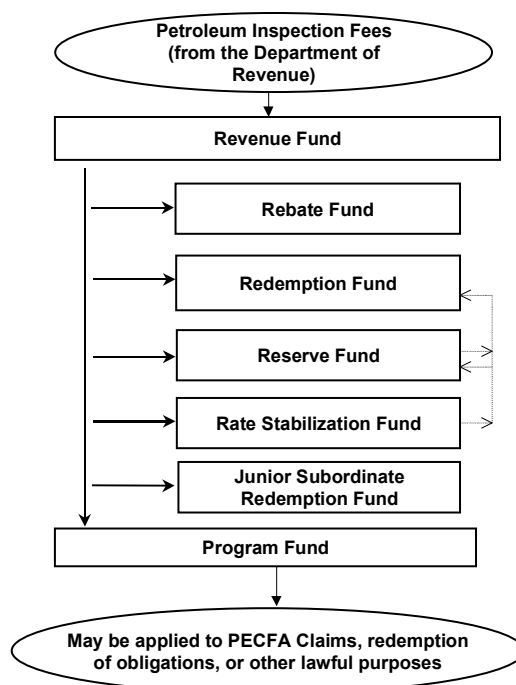 Petroleum Inspection Fees
(from the Department of
Revenue)
Revenue Fund
Rebate Fund
Redemption Fund
Reserve Fund
Rate Stabilization Fund
Junior Subordinate
Redemption Fund
Program Fund
May be applied to PECFA Claims, redemption
of obligations, or other lawful purposes